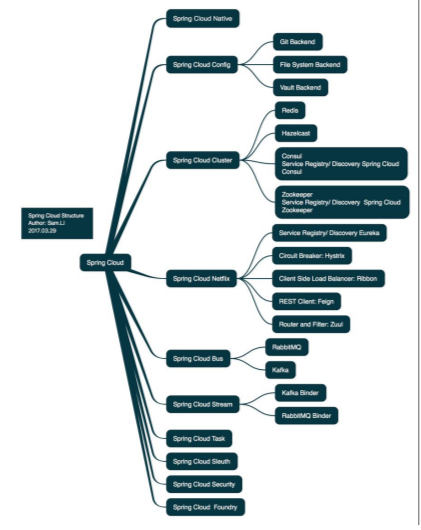 Spring Cloud Native
Spring Cloud Config
Git Backend
File System Backend
Vault Backend
Spring Cloud Cluster
Redis
Hazelcast
Consul
Service Registry/ Discovery Spring Cloud
Consul
Zookeeper
Service Registry/ Discovery  Spring Cloud
Zookeeper
Spring Cloud Structure
Author: Sam.Li
2017.03.29
Spring Cloud
Spring Cloud Netflix
Service Registry/ Discovery Eureka
Circuit Breaker: Hystrix
Client Side Load Balancer: Ribbon
REST Client: Feign
Router and Filter: Zuul
Spring Cloud Bus
RabbitMQ
Kafka
Spring Cloud Stream
Kafka Binder
RabbitMQ Binder
Spring Cloud Task
Spring Cloud Sleuth
Spring Cloud Security
Spring Cloud  Foundry